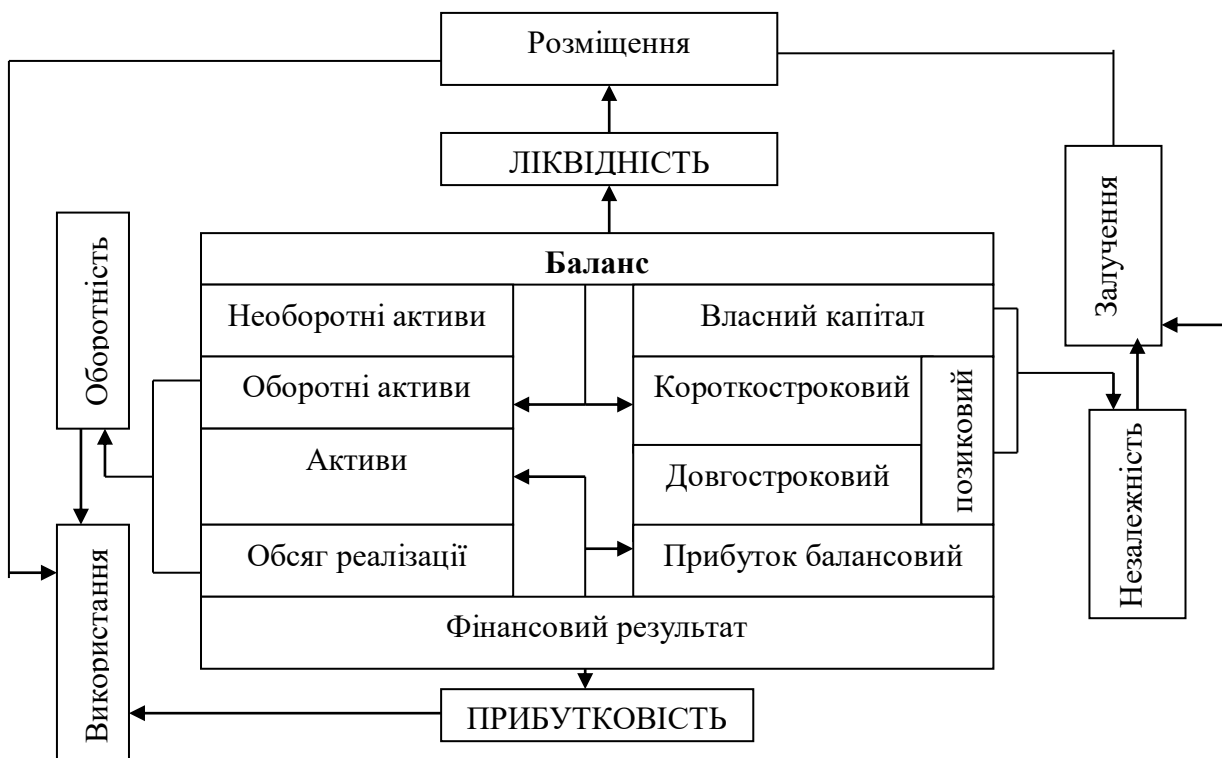 Розміщення
ЛІКВІДНІСТЬ
Оборотність
Залучення
Баланс
Необоротні активи
Власний капітал
Оборотні активи
Короткостроковий
позиковий
Активи
Довгостроковий
Незалежність
Обсяг реалізації
Прибуток балансовий
Використання
Фінансовий результат
ПРИБУТКОВІСТЬ